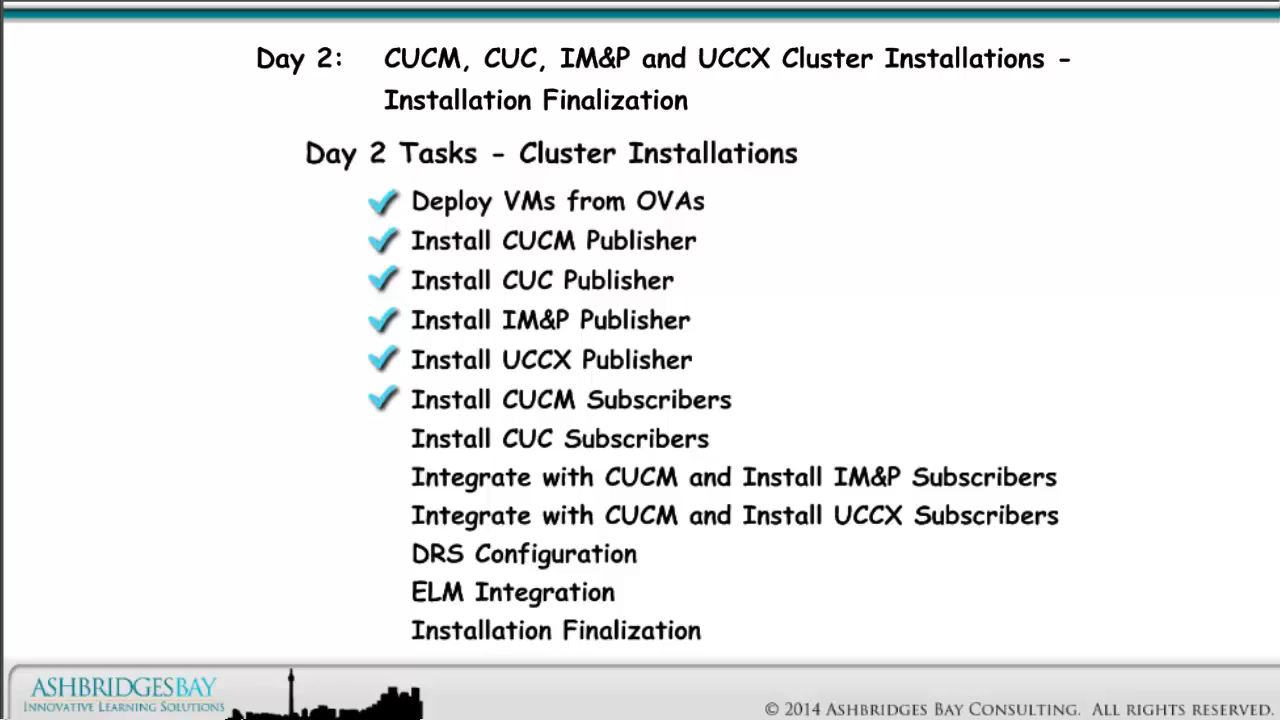 Day 2: CUCM, CUC, IM&P and UCCX Cluster Installations -
Installation Finalization
Day 2 Tasks - Cluster Installations
Deploy VMs from OVAs
Install CUCM Publisher
Install CUC Publisher
Install IM&P Publisher
Install UCCX Publisher
Install CUCM Subscribers
Install CUC Subscribers
Integrate with CUCM and Install IM&P Subscribers
Integrate with CUCM and Install UCCX Subscribers
DRS Configuration
ELM Integration
Installation Finalization
ASHBRIDGESBAY
INNOVATIVE LEARNING SOLUTIONS
© 2014 ASHBRIDGES BAY CONSULTING. ALL RIGHTS RESERVED.